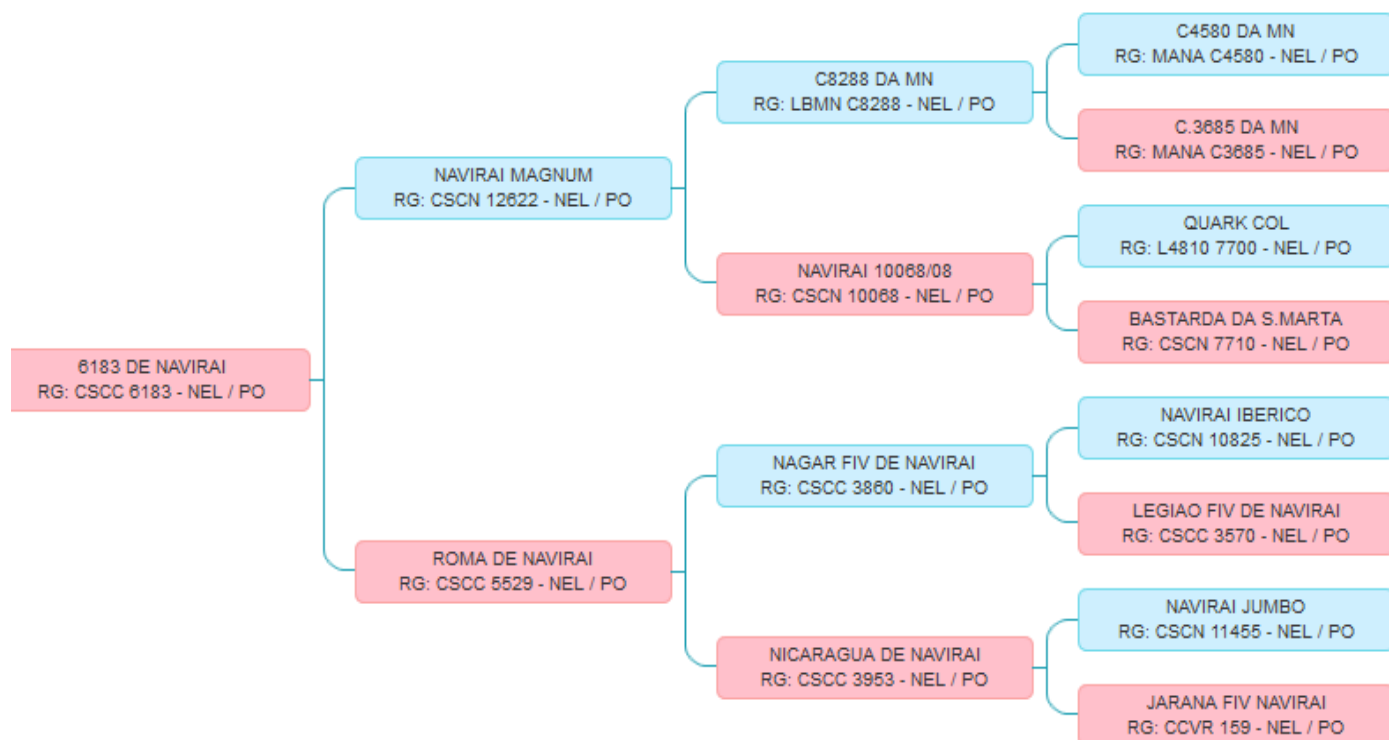 C4580 DA MN
RG: MANA C4580 - NEL / PO
C8288 DA MN
RG: LBMN C8288 - NEL / PO
C.3685 DA MN
RG: MANA C3685 - NEL / PO
NAVIRAI MAGNUM
RG: CSCN 12622 - NEL / PO
QUARK COL
RG: L4810 7700 - NEL / PO
NAVIRAI 10068/08
RG: CSCN 10068 - NEL / PO
BASTARDA DA S.MARTA
RG: CSCN 7710 - NEL / PO
6183 DE NAVIRAI
RG: CSCC 6183 - NEL / PO
NAVIRAI IBERICO
RG: CSCN 10825 - NEL / PO
NAGAR FIV DE NAVIRAI
RG: CSCC 3860 - NEL / PO
LEGIAO FIV DE NAVIRAI
RG: CSCC 3570 - NEL / PO
ROMA DE NAVIRAI
RG: CSCC 5529 - NEL / PO
NAVIRAI JUMBO
RG: CSCN 11455 - NEL / PO
NICARAGUA DE NAVIRAI
RG: CSCC 3953 - NEL / PO
JARANA FIV NAVIRAI
RG: CCVR 159 - NEL / PO